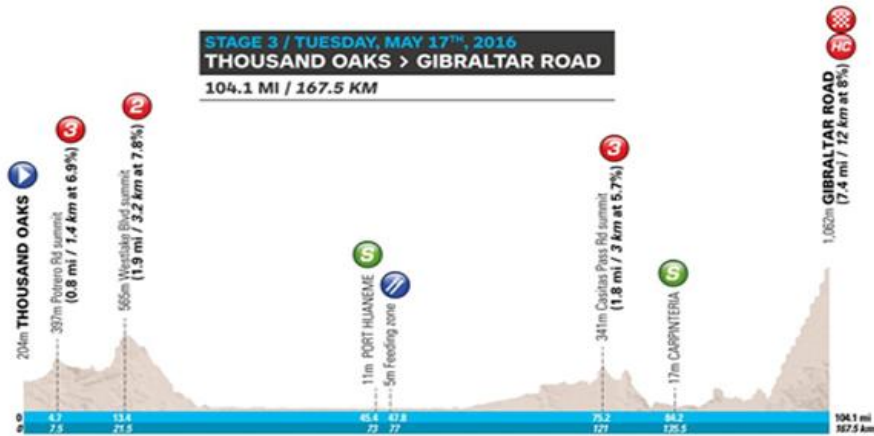 STAGE 3 / TUESDAY, MAY 17TH, 2016
THOUSAND OAKS > GIBRALTAR ROAD
104.1 MI / 167.5 KM
204m THOUSAND OAKS
3
397m Potrero Rd summit
(0.8 mi / 1.4 km at 6.9%)
2
565m Westlake Blvd summit
(1.9 mi / 3.2 km at 7.8%)
S
11m PORT HUANEME
5m Feeding zone
3
341m Casitas Pass Rd summit
(1.8 mi / 3 km at 5.7%)
S
17m CARPINTERIA
HC
1,062m GIBRALTAR ROAD
(7.4 mi / 12 km at 8%)
0 4.7 13.4 45.4 47.8 75.2 84.2 104.1 mi
0 7.5 21.5 73 77 121 135.5 167.5 km